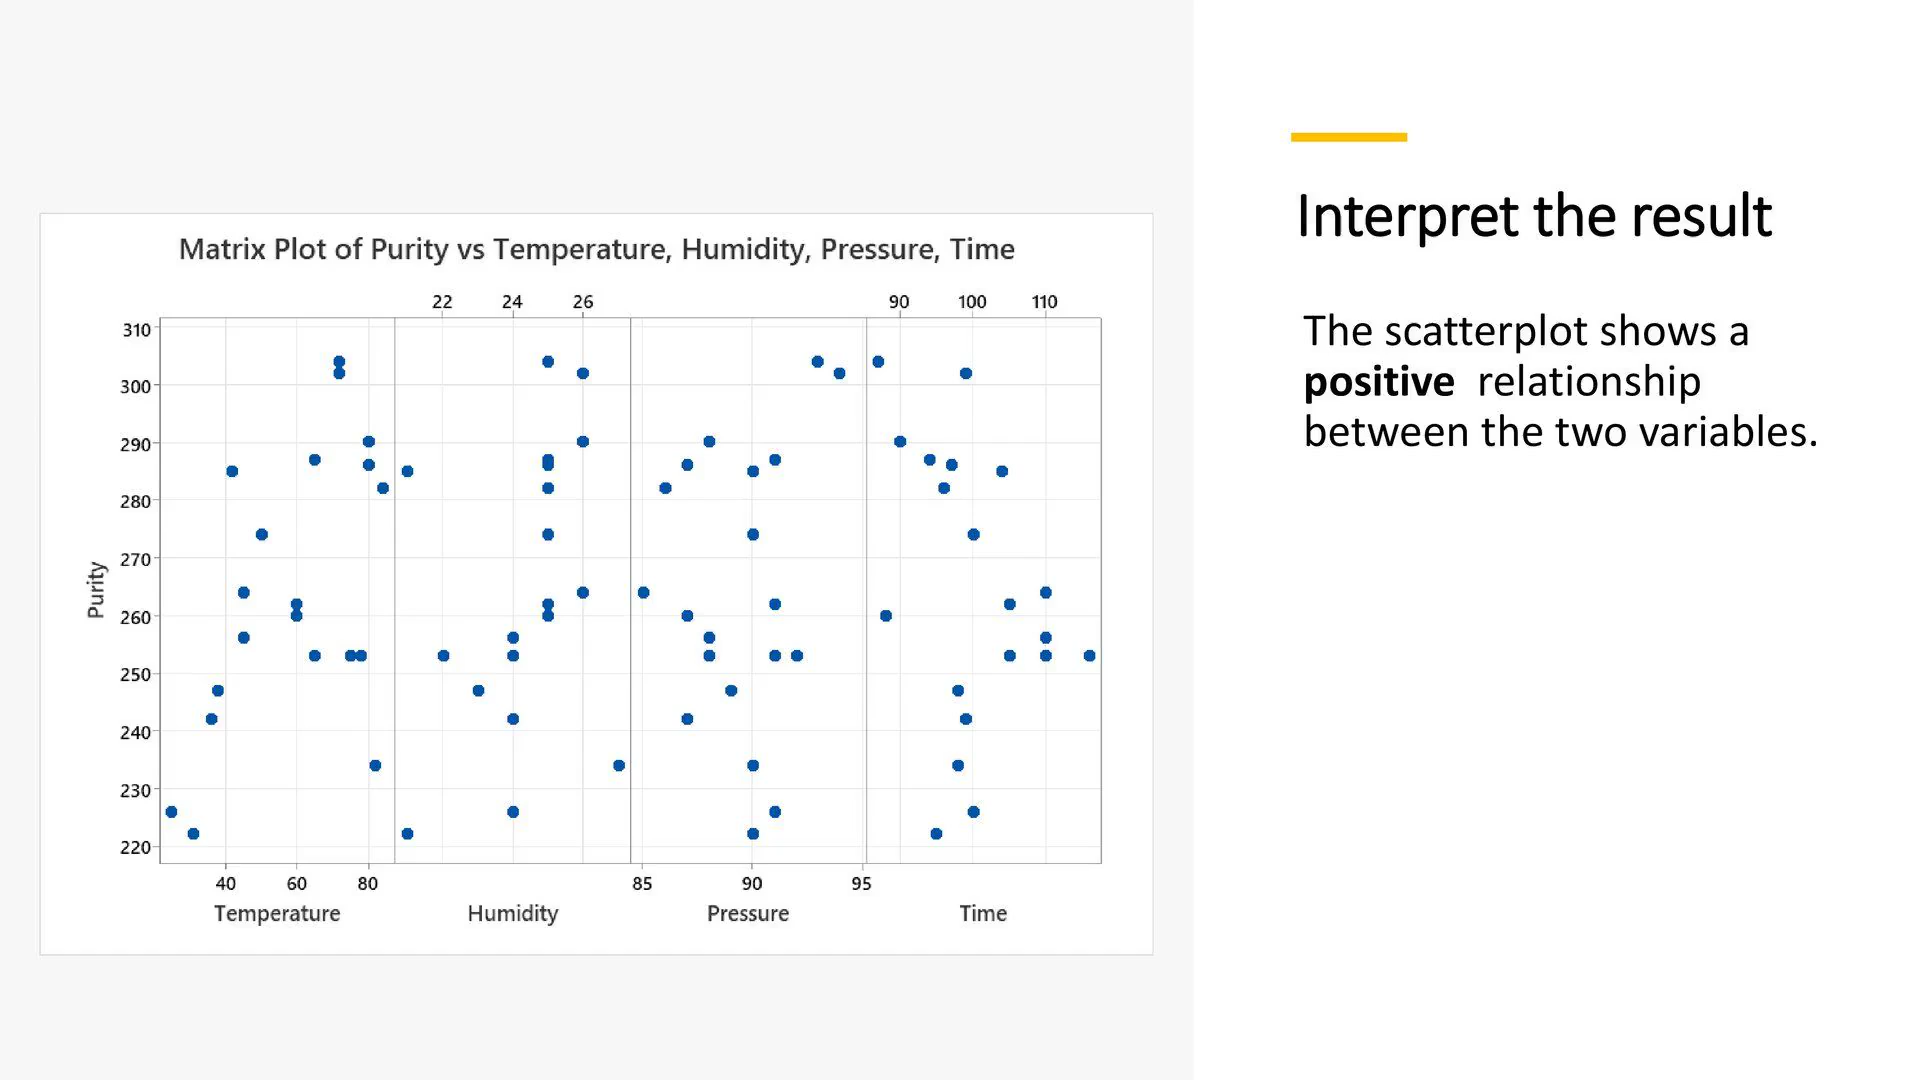 Matrix Plot of Purity vs Temperature, Humidity, Pressure, Time
22 24 26 90 100 110
310
300
290
280
270
260
250
240
230
220
Purity
40 60 80 85 90 95
Temperature Humidity Pressure Time
Interpret the result
The scatterplot shows a
positive relationship
between the two variables.